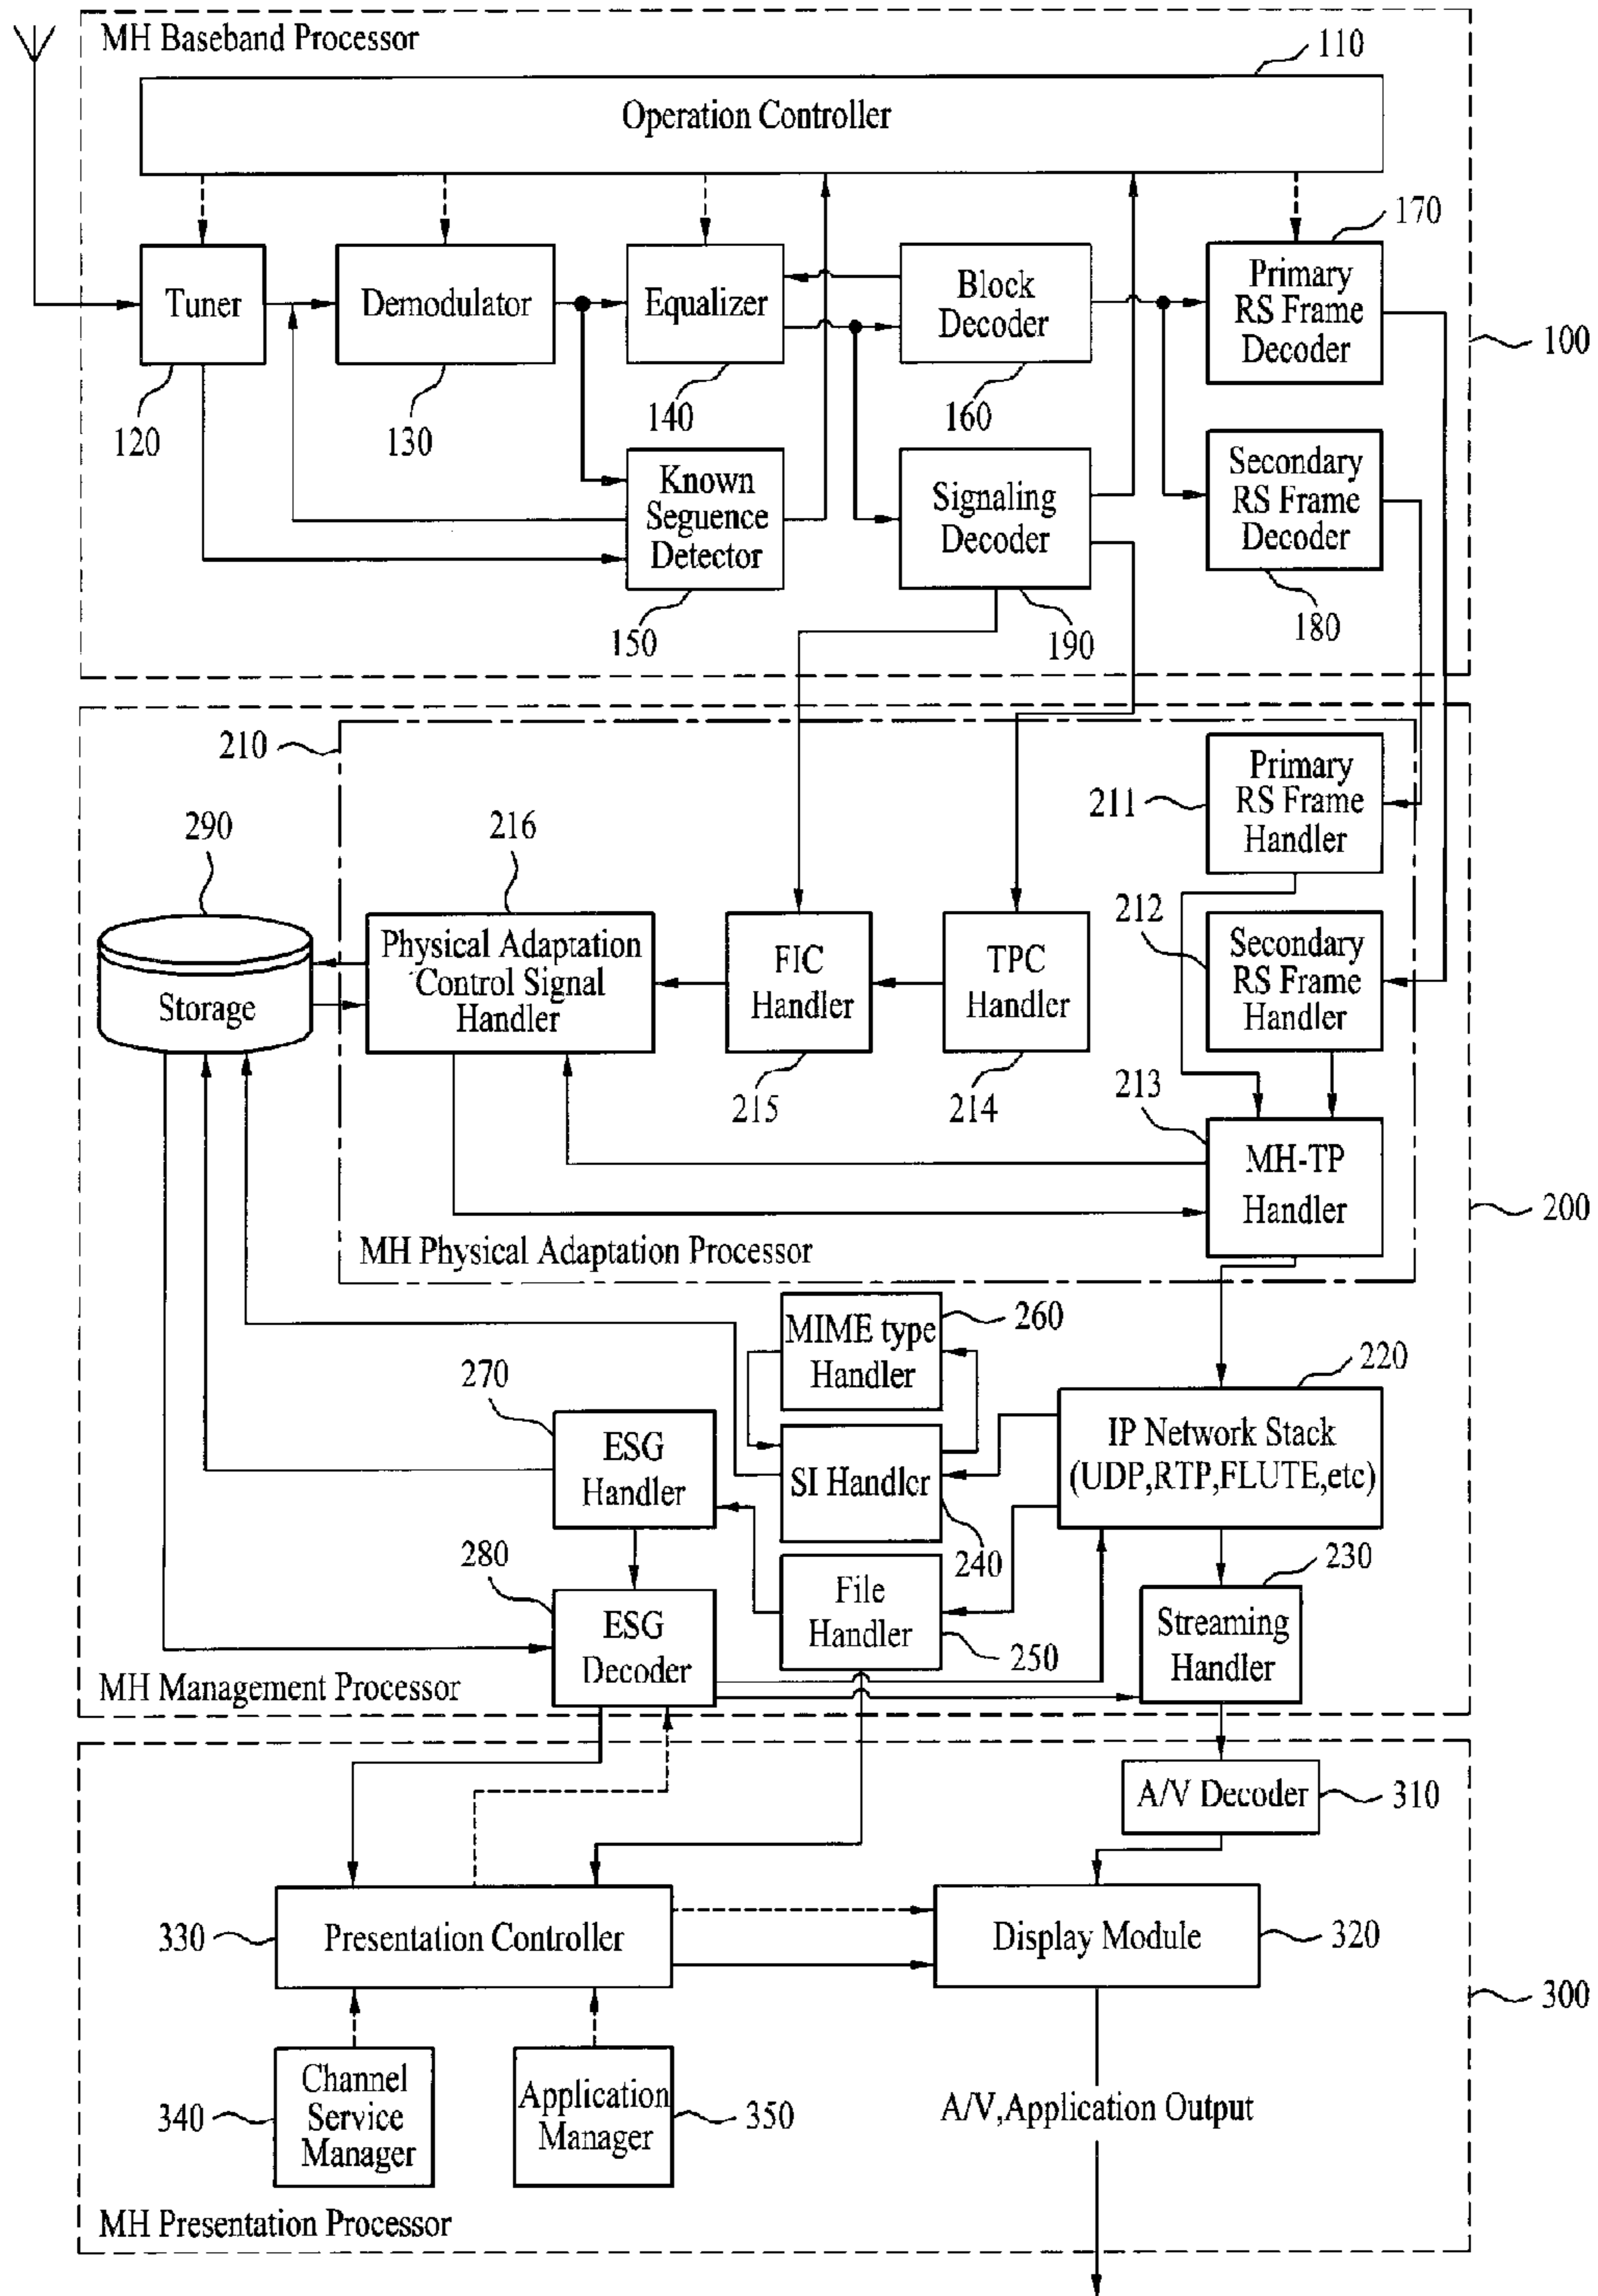 MH Baseband Processor
110
Operation Controller
170
Tuner
Demodulator
Equalizer
Block
Decoder
Primary
RS Frame
Decoder
100
120
130
140
160
Known
Seguence
Detector
Signaling
Decoder
Secondary
RS Frame
Decoder
150
190
180
210
Primary
RS Frame
Handler
211
290
216
212
Storage
Physical Adaptation
Control Signal
Handler
FIC
Handler
TPC
Handler
Secondary
RS Frame
Handler
215
214
213
MH-TP
Handler
200
MH Physical Adaptation Processor
260
MIME type
Handler
220
270
ESG
Handler
SI Handler
IP Network Stack
(UDP,RTP,FLUTE,etc)
240
280
230
ESG
Decoder
File
Handler
250
Streaming
Handler
MH Management Processor
A/V Decoder
310
330
Presentation Controller
Display Module
320
300
340
Channel
Service
Manager
Application
Manager
350
A/V,Application Output
MH Presentation Processor